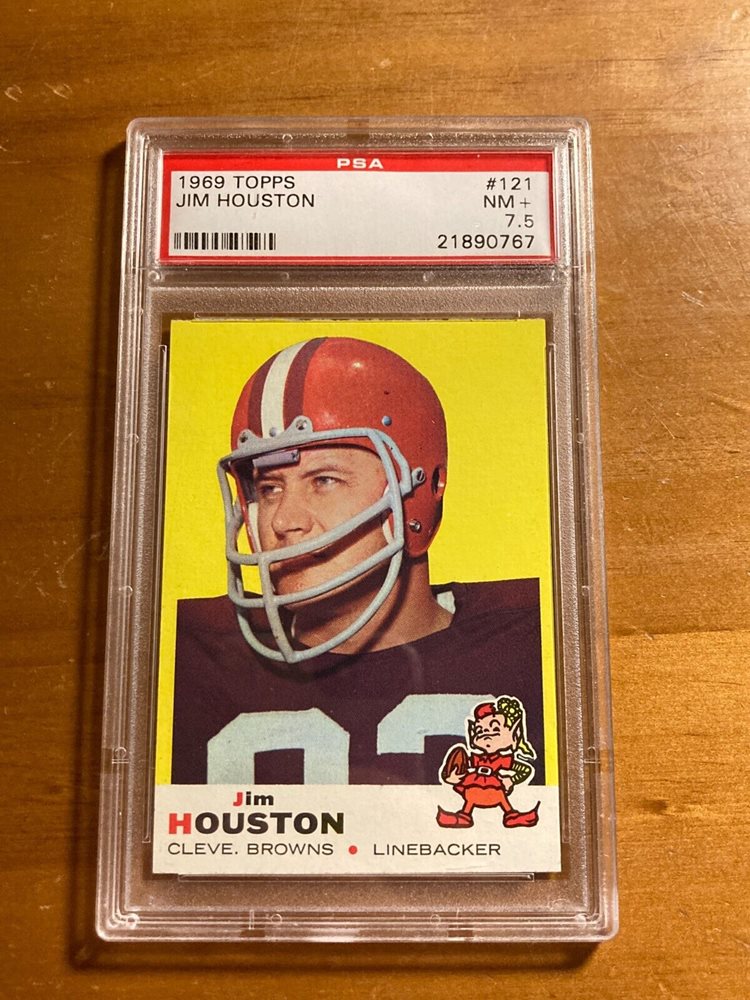 PSA
1969 TOPPS #121
JIM HOUSTON NM+
7.5
21890767
Jim
HOUSTON
CLEVE. BROWNS • LINEBACKER